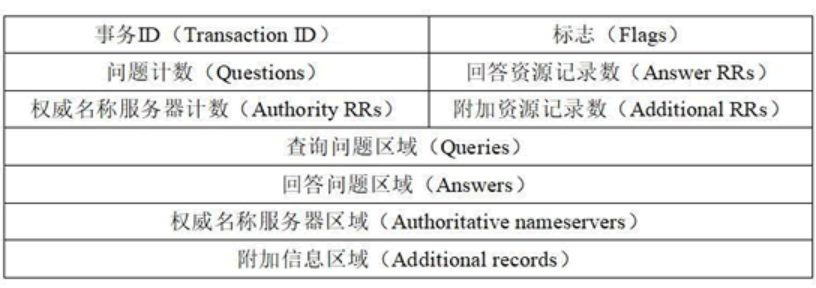 事务ID（Transaction ID）	标志（Flags）
问题计数（Questions）	回答资源记录数（Answer RRs）
权威名称服务器计数（Authority RRs）	附加资源记录数（Additional RRs）
查询问题区域（Queries）
回答问题区域（Answers）
权威名称服务器区域（Authoritative nameservers）
附加信息区域（Additional records）